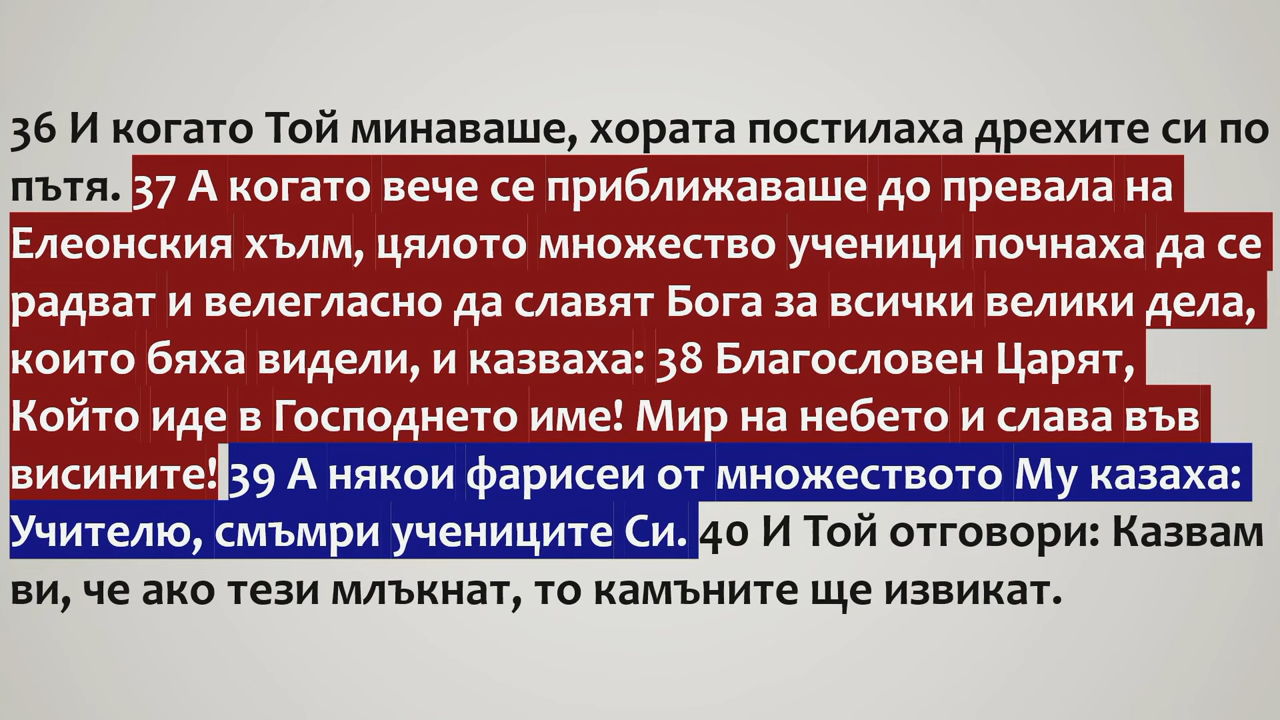 36 И когато Той минаваше, хората постилаха дрехите си по
пътя. 37 А когато вече се приближаваше до превала на
Елеонския хълм, цялото множество ученици почнаха да се
радват и велегласно да славят Бога за всички велики дела,
които бяха видели, и казваха: 38 Благословен Царят,
Който иде в Господнето име! Мир на небето и слава във
висините! 39 А някои фарисеи от множеството Му казаха:
Учителю, смъмри учениците Си. 40 И Той отговори: Казвам
ви, че ако тези млъкнат, то камъните ще извикат.